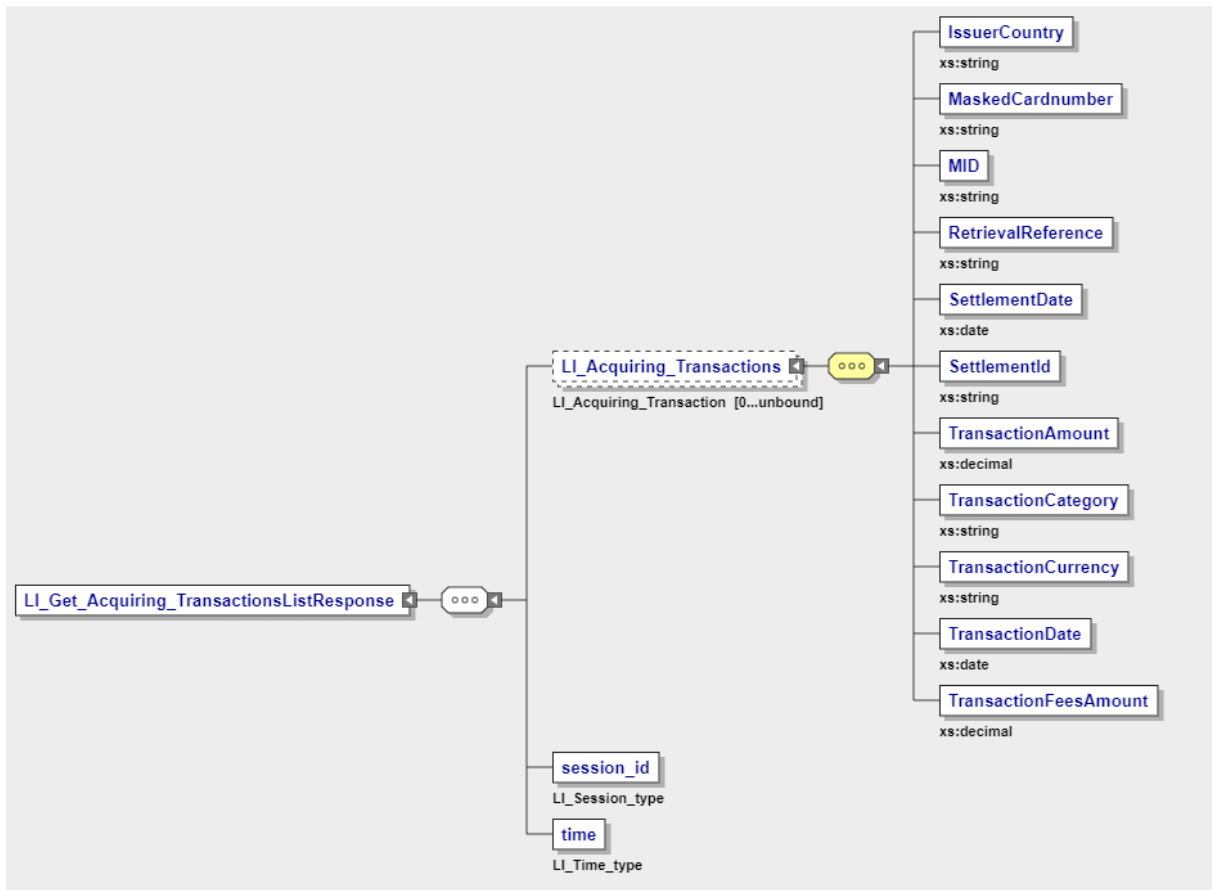 IssuerCountry
xs:string
MaskedCardnumber
xs:string
MID
xs:string
RetrievalReference
xs:string
SettlementDate
xs:date
LI_Acquiring_Transactions
LI_Acquiring_Transaction [0...unbound]
SettlementId
xs:string
TransactionAmount
xs:decimal
TransactionCategory
xs:string
TransactionCurrency
xs:string
LI_Get_Acquiring_TransactionsListResponse
TransactionDate
xs:date
TransactionFeesAmount
xs:decimal
session_id
LI_Session_type
time
LI_Time_type